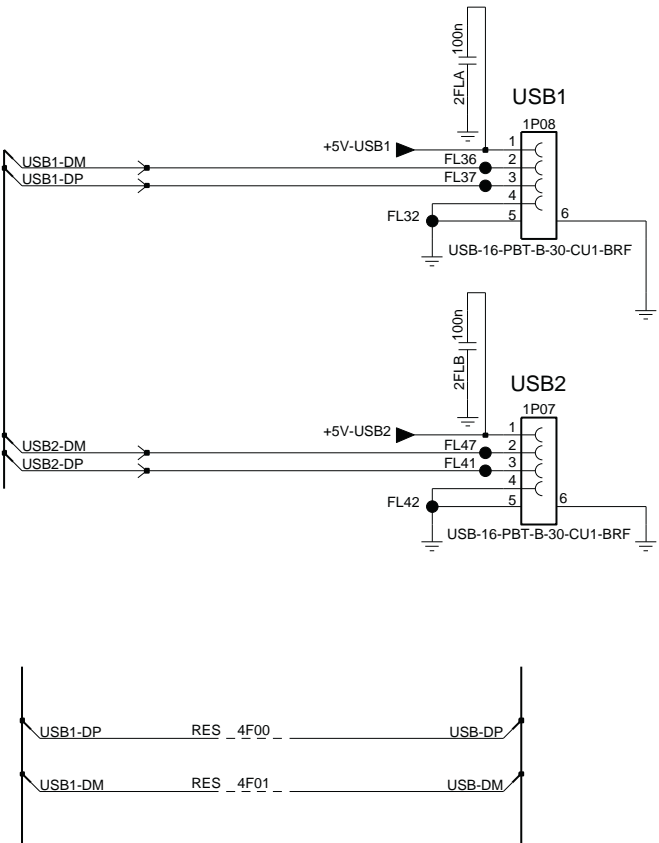 100n
2FLA
USB1
1P08
+5V-USB1
1
USB1-DM
FL36
2
USB1-DP
FL37
3
4
FL32
5
6
USB-16-PBT-B-30-CU1-BRF
100n
2FLB
USB2
1P07
+5V-USB2
1
USB2-DM
FL47
2
USB2-DP
FL41
3
4
FL42
5
6
USB-16-PBT-B-30-CU1-BRF
USB1-DP RES 4F00 USB-DP
USB1-DM RES 4F01 USB-DM